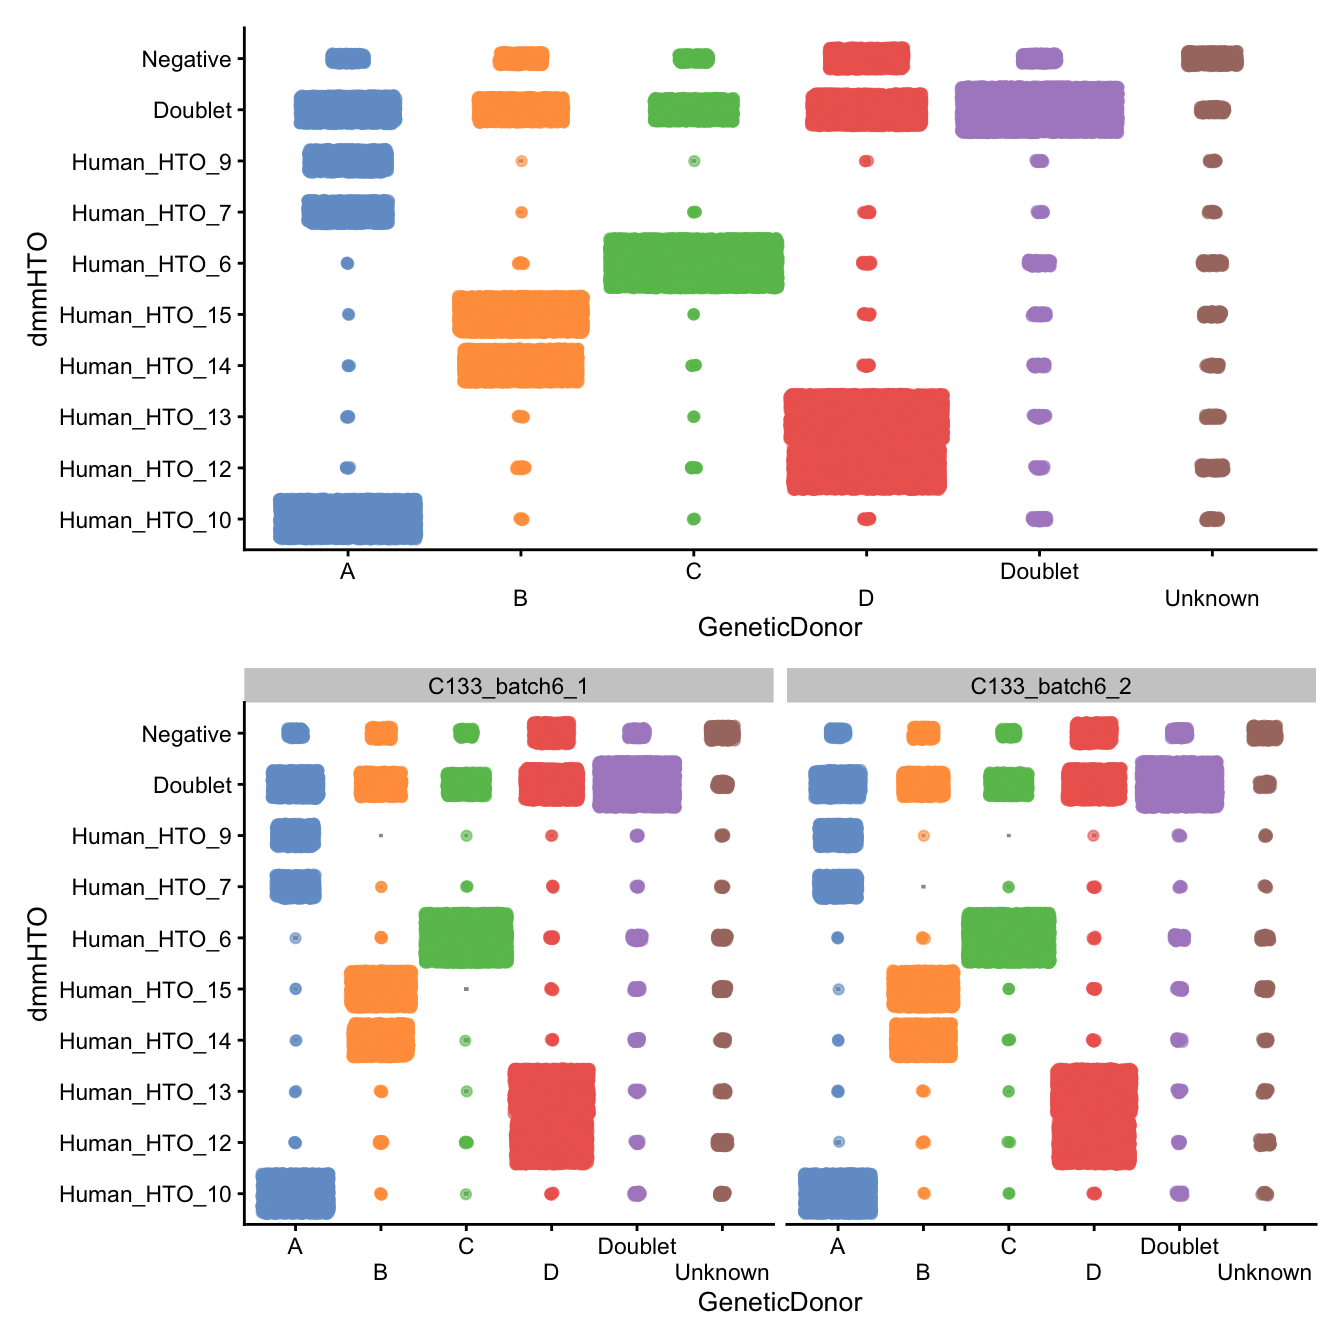 dmmHTO
Negative
Doublet
Human_HTO_9
Human_HTO_7
Human_HTO_6
Human_HTO_15
Human_HTO_14
Human_HTO_13
Human_HTO_12
Human_HTO_10
A C Doublet
B D Unknown
GeneticDonor
C133_batch6_1 C133_batch6_2
dmmHTO
Negative
Doublet
Human_HTO_9
Human_HTO_7
Human_HTO_6
Human_HTO_15
Human_HTO_14
Human_HTO_13
Human_HTO_12
Human_HTO_10
A C Doublet A C Doublet
B D Unknown B D Unknown
GeneticDonor